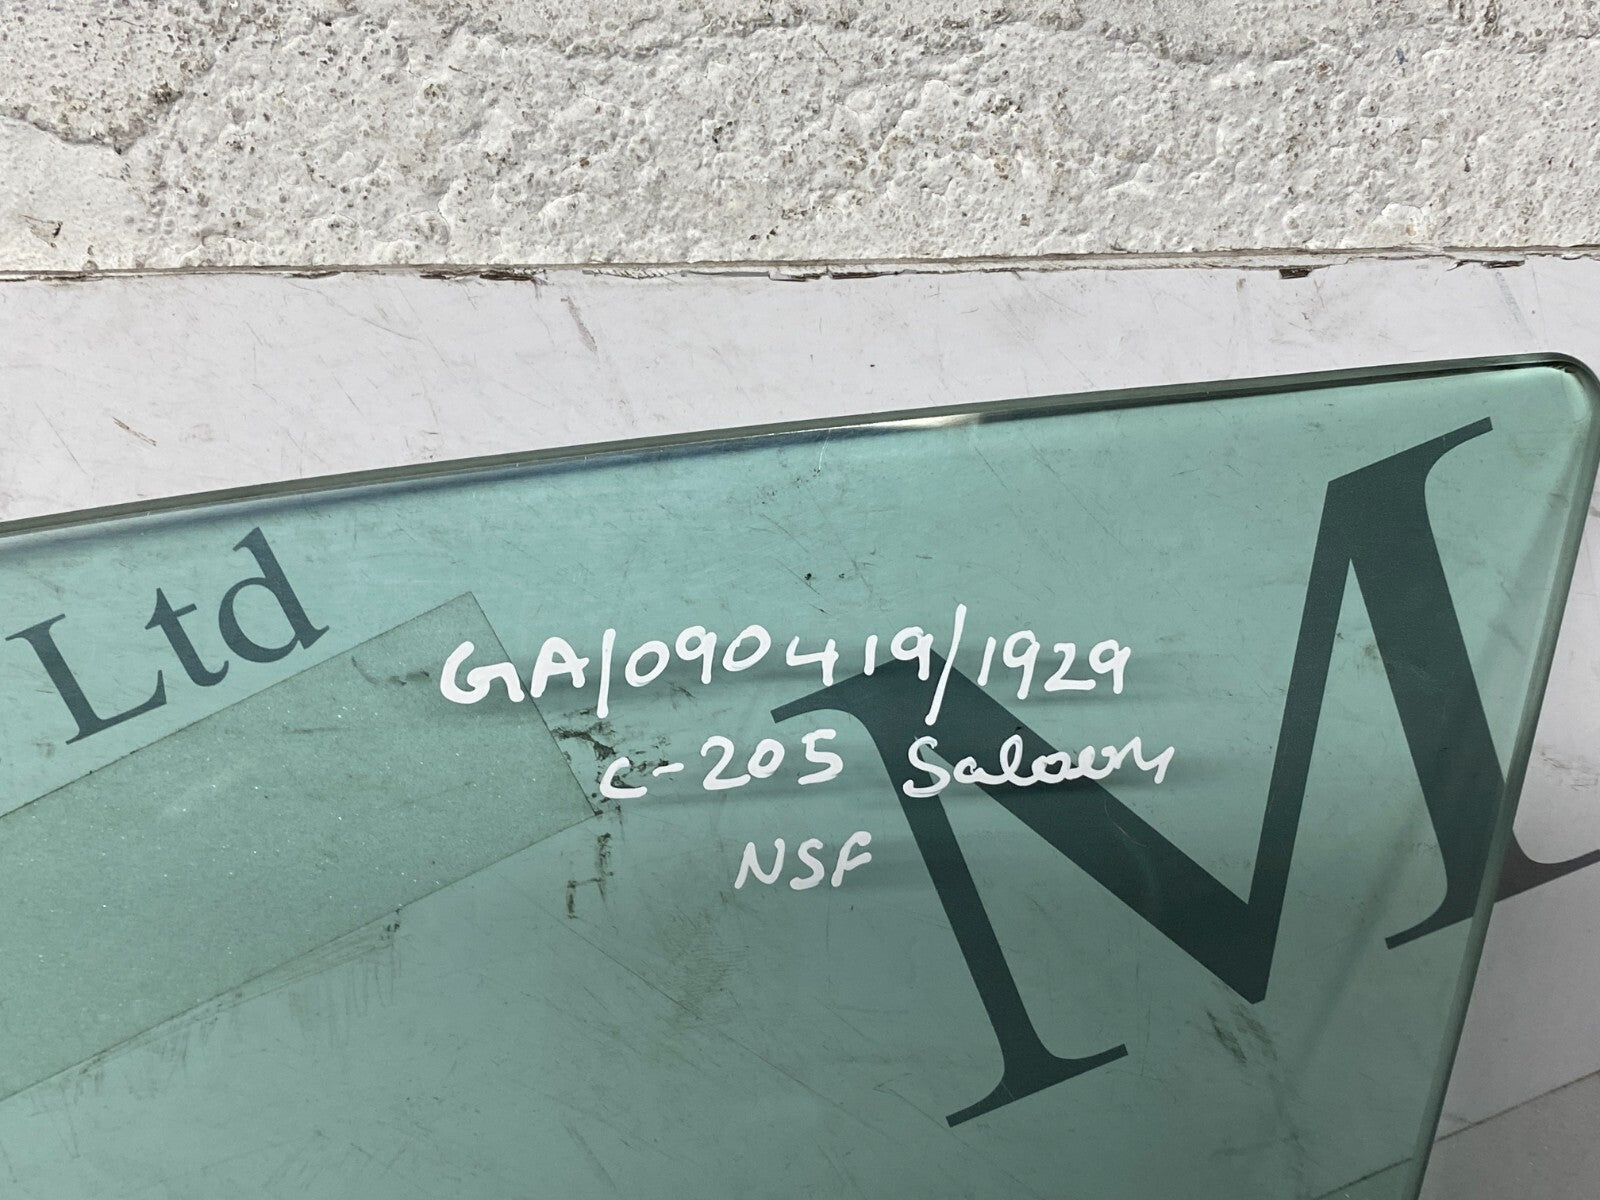 Ltd
M
GA/090419/1929
C-205 Saloon
NSF